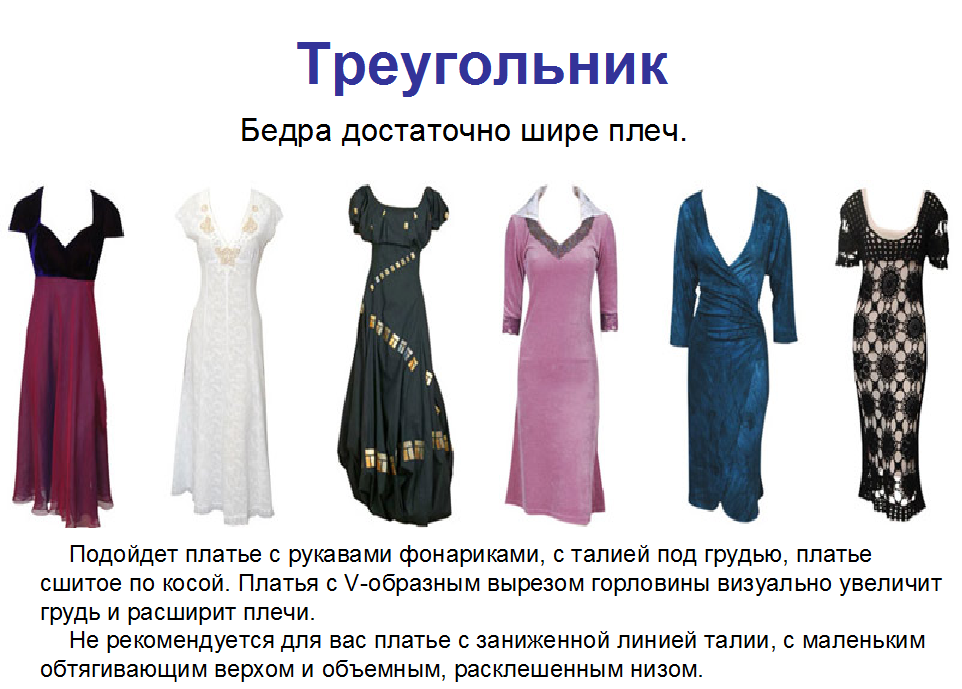 Треугольник
Бедра достаточно шире плеч.
Подойдет платье с рукавами фонариками, с талией под грудью, платье
сшитое по косой. Платья с V-образным вырезом горловины визуально увеличит
грудь и расширит плечи.
Не рекомендуется для вас платье с заниженной линией талии, с маленьким
обтягивающим верхом и объемным, расклешенным низом.